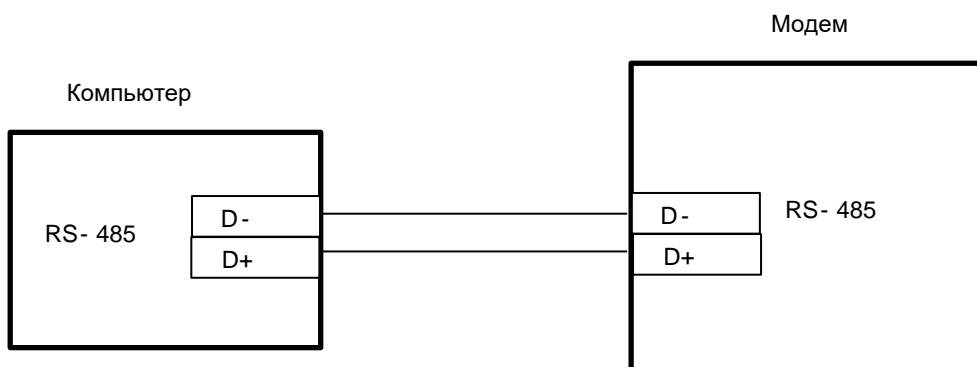 Модем
Компьютер
RS- 485
D-
D+
D-
D+
RS- 485